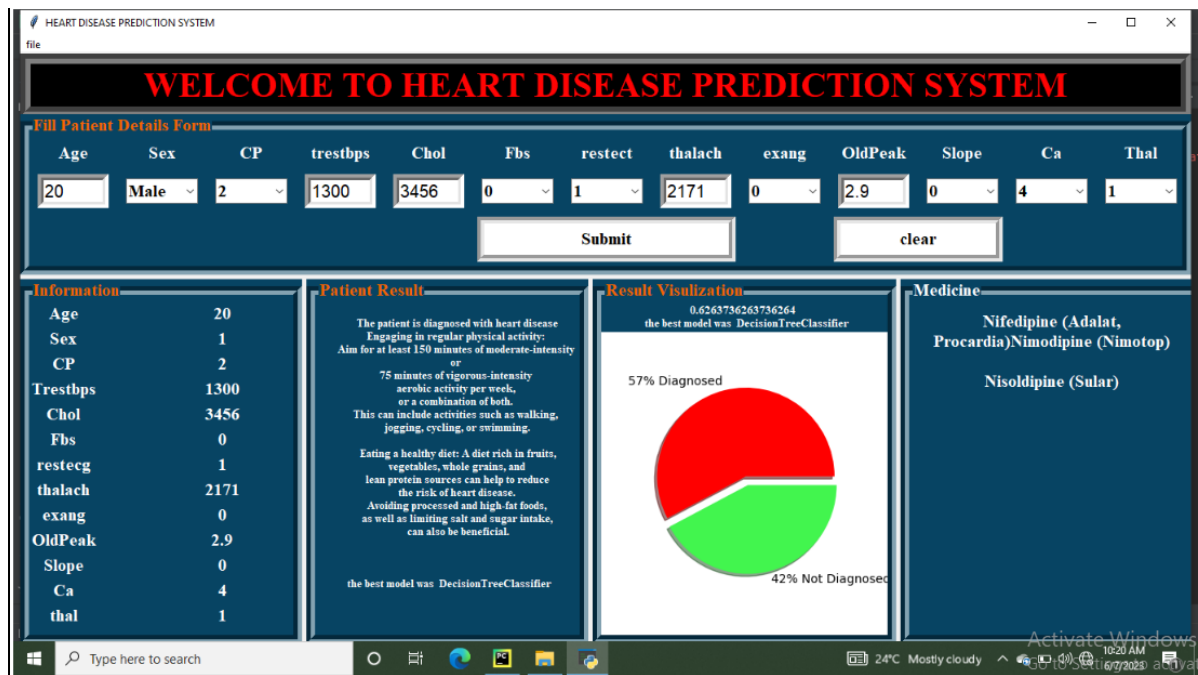 HEART DISEASE PREDICTION SYSTEM
file
WELCOME TO HEART DISEASE PREDICTION SYSTEM
Fill Patient Details Form
Age Sex CP trestbps Chol Fbs restect thalach exang OldPeak Slope Ca Thal
20 Male 2 1300 3456 0 1 2171 0 2.9 0 4 1
Submit clear
Information
Age 20
Sex 1
CP 2
Trestbps 1300
Chol 3456
Fbs 0
restecg 1
thalach 2171
exang 0
OldPeak 2.9
Slope 0
Ca 4
thal 1
Patient Result
The patient is diagnosed with heart disease
Engaging in regular physical activity:
Aim for at least 150 minutes of moderate-intensity
or
75 minutes of vigorous-intensity
aerobic activity per week,
or a combination of both.
This can include activities such as walking,
jogging, cycling, or swimming.
Eating a healthy diet: A diet rich in fruits,
vegetables, whole grains, and
lean protein sources can help to reduce
the risk of heart disease.
Avoiding processed and high-fat foods,
as well as limiting salt and sugar intake,
can also be beneficial.
the best model was DecisionTreeClassifier
Result Visulization
0.6263736263736264
the best model was DecisionTreeClassifier
57% Diagnosed
42% Not Diagnosed
Medicine
Nifedipine (Adalat,
Procardia)Nimodipine (Nimotop)
Nisoldipine (Sular)
Activate Windows
Go to Settings to activa
Type here to search
PC
24°C Mostly cloudy
10:20 AM
6/7/2025